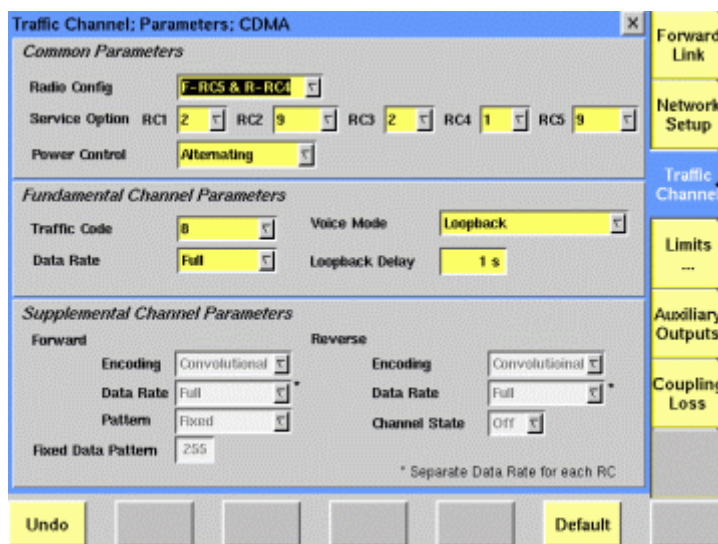 Traffic Channel; Parameters; CDMA
Common Parameters
Radio Config F-RC5 & R-RC4
Service Option RC1 2 RC2 9 RC3 2 RC4 1 RC5 9
Power Control Alternating
Fundamental Channel Parameters
Traffic Code 8 Voice Mode Loopback
Data Rate Full Loopback Delay 1 s
Supplemental Channel Parameters
Forward Reverse
Encoding Convolutional Encoding Convolutioinal
Data Rate Full * Data Rate Full *
Pattern Fixed Channel State Off
Fixed Data Pattern 255
* Separate Data Rate for each RC
Undo Default
Forward
Link
Network
Setup
Traffic
Channel
Limits
...
Auxiliary
Outputs
Coupling
Loss